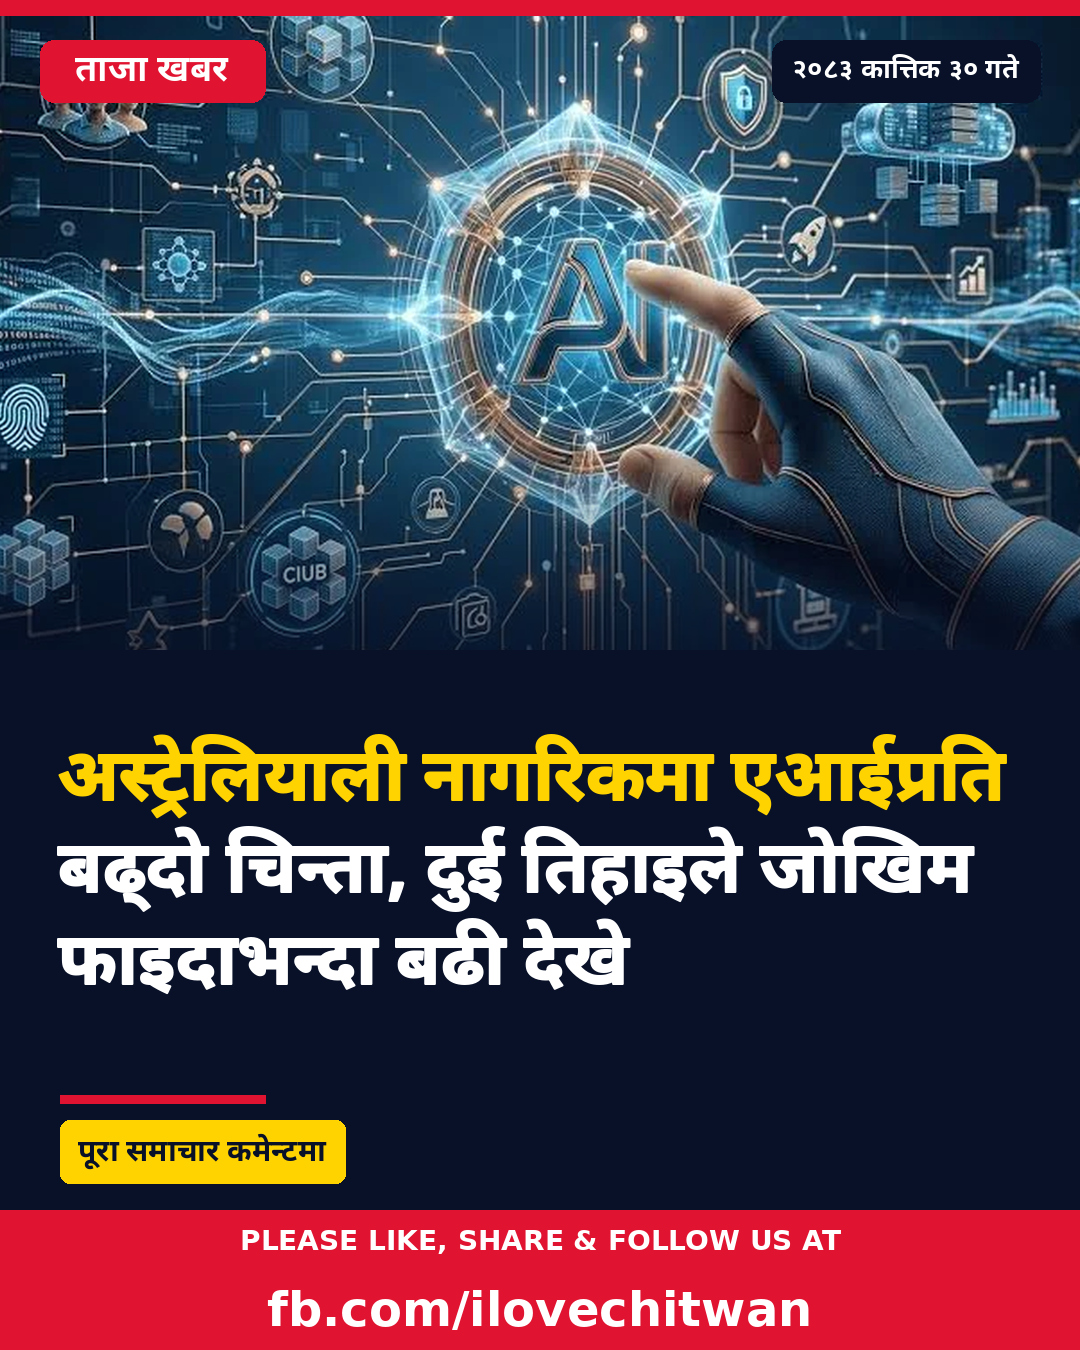 ताजा खबर
२०८३ कात्तिक ३० गते
AI
CIUB
अस्ट्रेलियाली नागरिकमा एआईप्रति
बढ्दो चिन्ता, दुई तिहाइले जोखिम
फाइदाभन्दा बढी देखे
पूरा समाचार कमेन्टमा
PLEASE LIKE, SHARE & FOLLOW US AT
fb.com/ilovechitwan